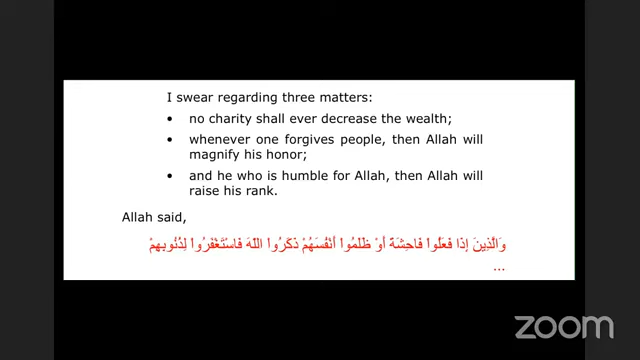 I swear regarding three matters:
• no charity shall ever decrease the wealth;
• whenever one forgives people, then Allah will
magnify his honor;
• and he who is humble for Allah, then Allah will
raise his rank.
Allah said,
وَالَّذِينَ إِذَا فَعَلُواْ فَاحِشَةً أَوْ ظَلَمُواْ أَنْفُسَهُمْ ذَكَرُواْ اللّهَ فَاسْتَغْفَرُواْ لِذُنُوبِهِمْ
...
zoom